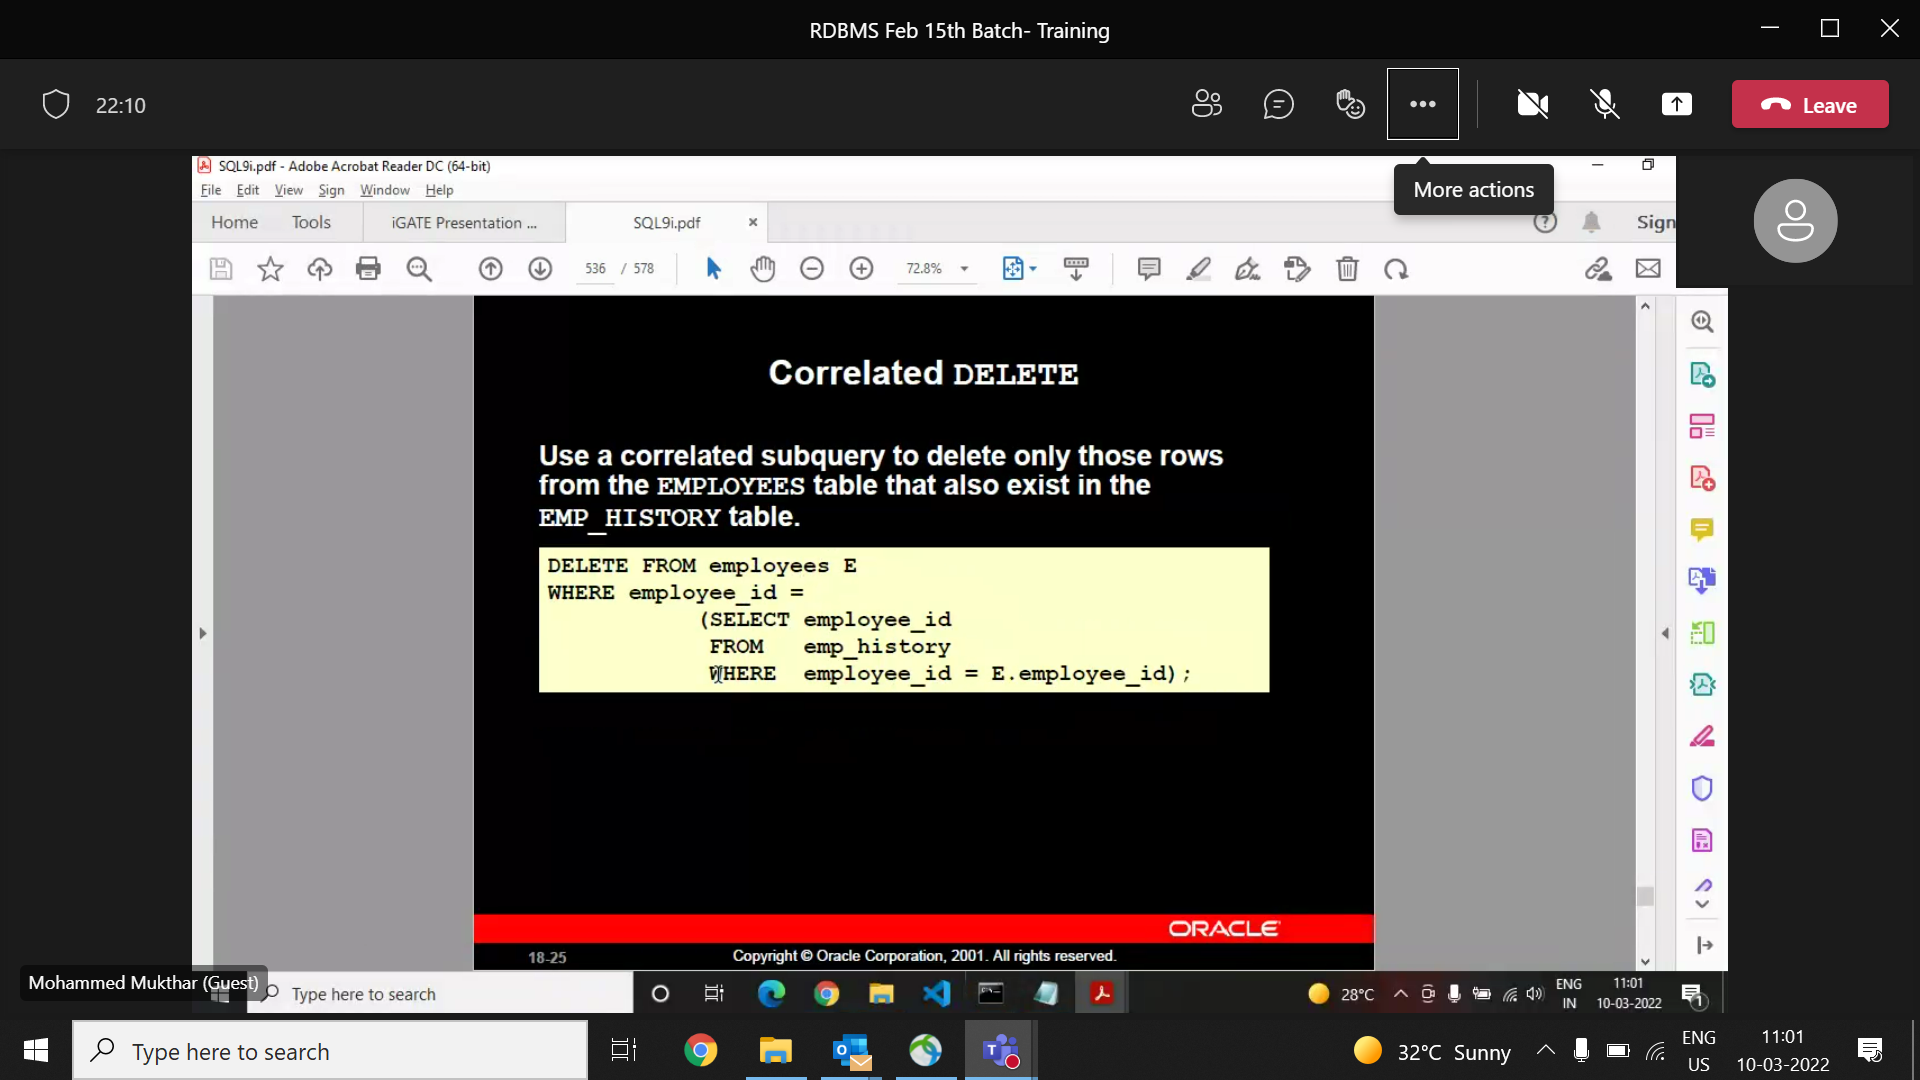 RDBMS Feb 15th Batch- Training
22:10
Leave
SQL9i.pdf - Adobe Acrobat Reader DC (64-bit)
More actions
File Edit View Sign Window Help
Home Tools iGATE Presentation ... SQL9i.pdf × Sign
536 / 578 72.8%
Correlated DELETE
Use a correlated subquery to delete only those rows
from the EMPLOYEES table that also exist in the
EMP_HISTORY table.
DELETE FROM employees E
WHERE employee_id =
(SELECT employee_id
FROM emp_history
WHERE employee_id = E.employee_id);
ORACLE
18-25 Copyright © Oracle Corporation, 2001. All rights reserved.
Mohammed Mukthar (Guest)
Type here to search
28°C
ENG
IN
11:01
10-03-2022
1
Type here to search
32°C Sunny
ENG
US
11:01
10-03-2022